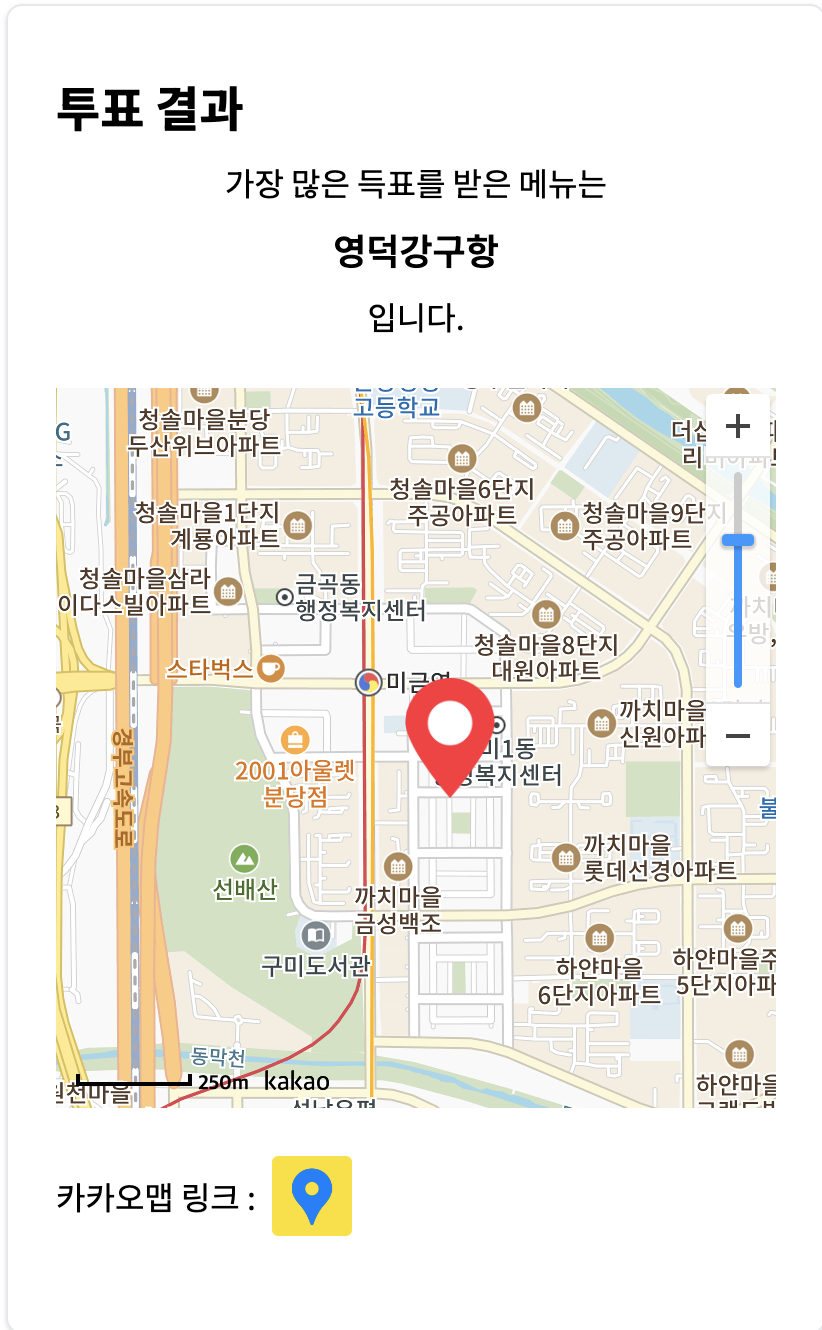 투표 결과
가장 많은 득표를 받은 메뉴는
영덕강구항
입니다.
고등학교
청솔마을분당
두산위브아파트
G
청솔마을6단지
주공아파트
청솔마을1단지
계룡아파트
청솔마을9단지
주공아파트
청솔마을삼라
이다스빌아파트
금곡동
행정복지센터
청솔마을8단지
대원아파트
스타벅스
미금역
까치마을
신원아파
미1동
복지센터
2001아울렛
분당점
경부고속도로
까치마을
롯데선경아파트
선배산
까치마을
금성백조
구미도서관
하얀마을
6단지아파트
하얀마을주
5단지아파
동막천
250m kakao
원천마을
하얀마을
카카오맵 링크 :